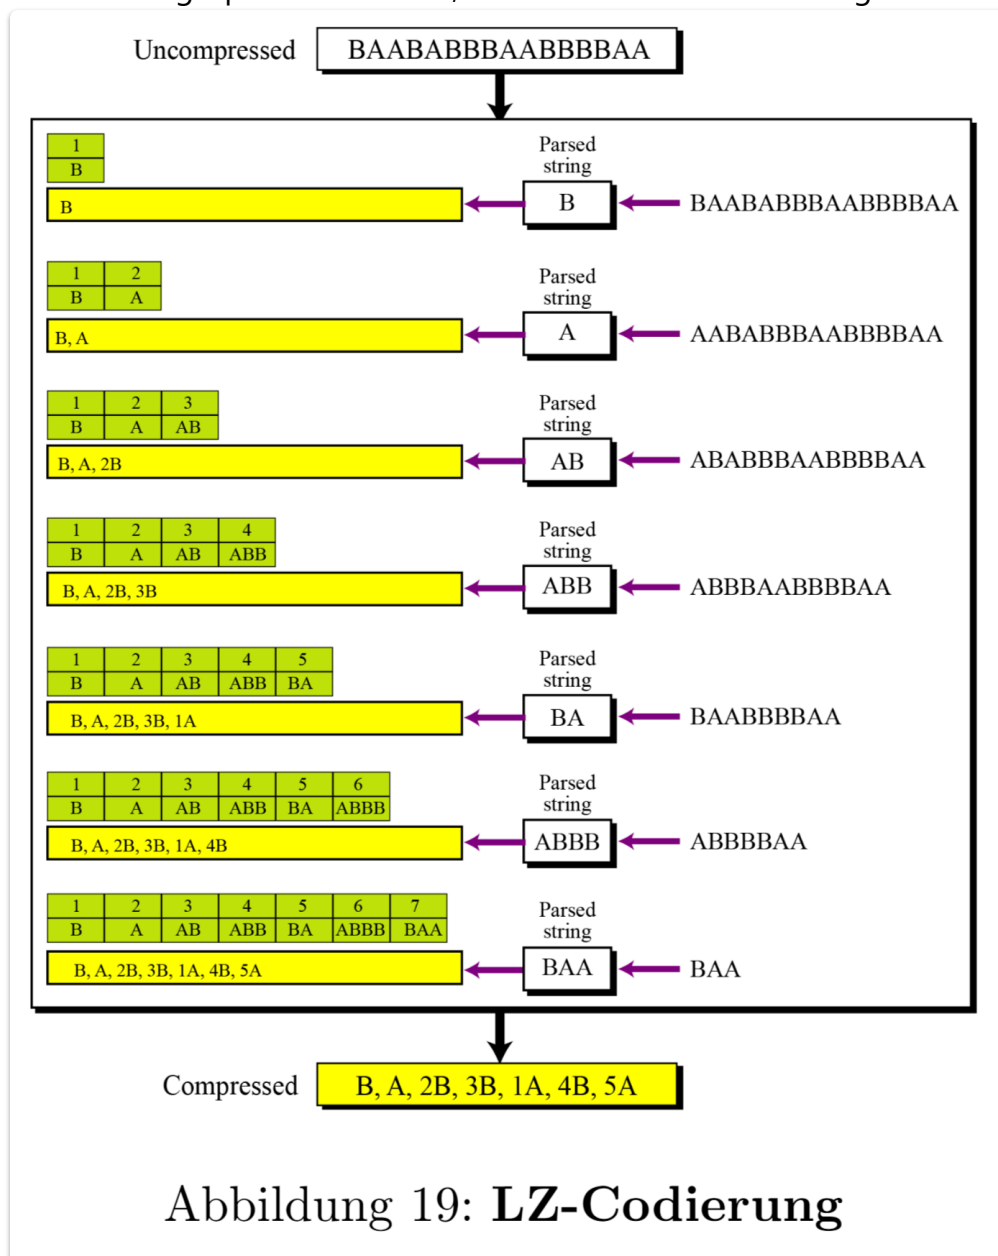 Uncompressed BAABABBBAABBBBAA
1
B
Parsed
string
B B BAABABBBAABBBBAA
1 2
B A
Parsed
string
B, A A AABABBBAABBBBAA
1 2 3
B A AB
Parsed
string
B, A, 2B AB ABABBBAABBBBAA
1 2 3 4
B A AB ABB
Parsed
string
B, A, 2B, 3B ABB ABBBAABBBBAA
1 2 3 4 5
B A AB ABB BA
Parsed
string
B, A, 2B, 3B, 1A BA BAABBBBAA
1 2 3 4 5 6
B A AB ABB BA ABBB
Parsed
string
B, A, 2B, 3B, 1A, 4B ABBB ABBBBAA
1 2 3 4 5 6 7
B A AB ABB BA ABBB BAA
Parsed
string
B, A, 2B, 3B, 1A, 4B, 5A BAA BAA
Compressed B, A, 2B, 3B, 1A, 4B, 5A
Abbildung 19: LZ-Codierung